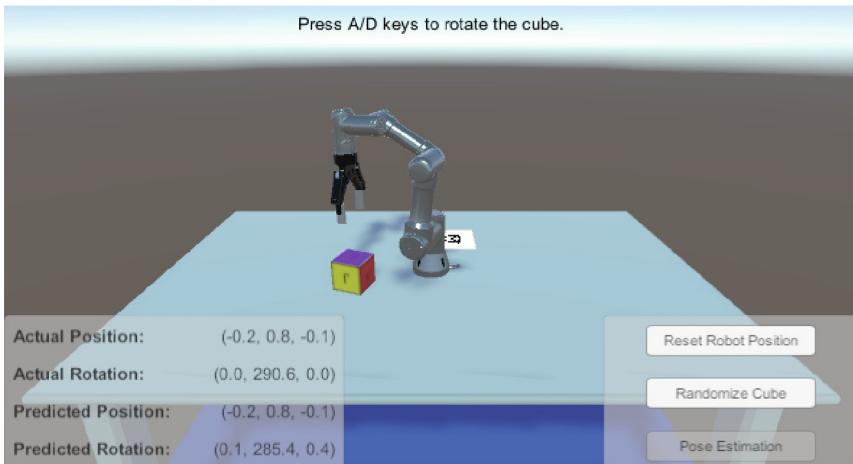 Press A/D keys to rotate the cube.
Actual Position: (-0.2, 0.8, -0.1)
Actual Rotation: (0.0, 290.6, 0.0)
Predicted Position: (-0.2, 0.8, -0.1)
Predicted Rotation: (0.1, 285.4, 0.4)
Reset Robot Position
Randomize Cube
Pose Estimation